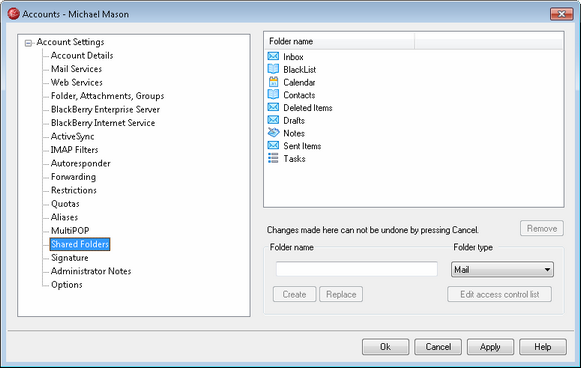 Accounts - Michael Mason
Account Settings
Account Details
Mail Services
Web Services
Folder, Attachments, Groups
BlackBerry Enterprise Server
BlackBerry Internet Service
ActiveSync
IMAP Filters
Autoresponder
Forwarding
Restrictions
Quotas
Aliases
MultiPOP
Shared Folders
Signature
Administrator Notes
Options
Folder name
Inbox
BlackList
Calendar
Contacts
Deleted Items
Drafts
Notes
Sent Items
Tasks
Changes made here can not be undone by pressing Cancel.
Remove
Folder name
Folder type
Mail
Create
Replace
Edit access control list
Ok
Cancel
Apply
Help